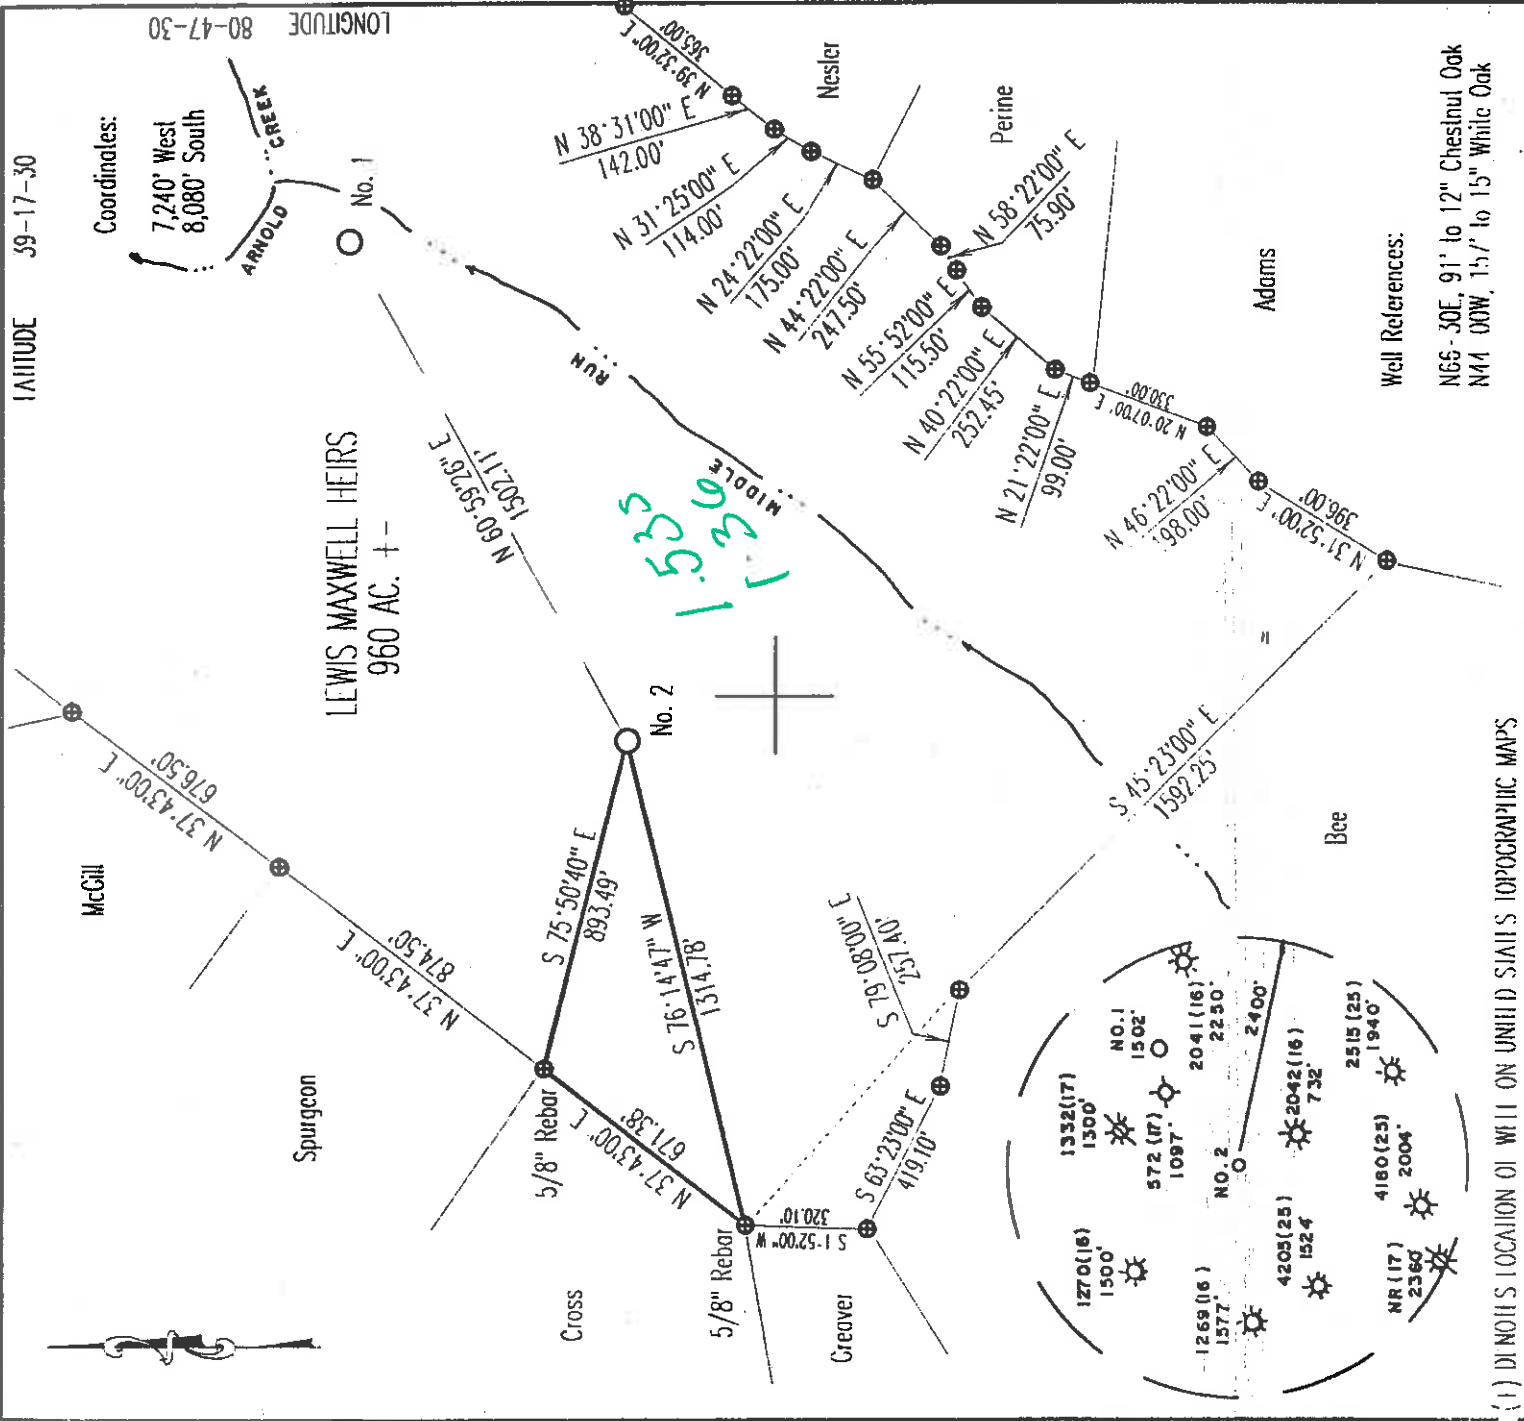 LATITUDE 39-17-30
LONGITUDE 80-47-30
Coordinates:
7,240' West
8,080' South
ARNOLD
CREEK
No. 1
LEWIS MAXWELL HEIRS
960 AC. +-
N 60°59'26" E
1502.11'
RUN
MIDDLE
1.535
136
No. 2
McGill
N 37°43'00" E
676.50'
N 37°43'00" E
874.50'
Spurgeon
5/8" Rebar
S 75°50'40" E
893.49'
S 76°14'47" W
1314.78'
N 37°43'00" E
671.38'
5/8" Rebar
Cross
Greaver
S 1-52'00" W
320.10'
S 63°23'00" E
419.10'
S 79°08'00" E
257.40'
S 45°23'00" E
1592.25'
Bee
N 39°32'00" E
365.00'
N 38°31'00" E
142.00'
N 31°25'00" E
114.00'
N 24°22'00" E
175.00'
N 44°22'00" E
247.50'
N 58°22'00" E
75.90'
N 55°52'00" E
115.50'
N 40°22'00" E
252.45'
N 21°22'00" E
99.00'
N 20°07'00" E
330.00'
N 46°22'00" E
198.00'
N 31°52'00" E
396.00'
Nesler
Perine
Adams
Well References:
N66-30E, 91' to 12" Chestnut Oak
N44 00W, 157' to 15" White Oak
1332(17)
1300'
NO.1
1502'
572 (17)
1097'
2041(16)
2250'
NO.2
2400'
2042(16)
732'
2515(25)
1940'
1270(16)
1500'
1269(16)
1577'
4205(25)
1524'
4180(25)
2004'
NR(17)
2360'
(+) DENOTES LOCATION OF WELL ON UNITED STATES TOPOGRAPHIC MAPS